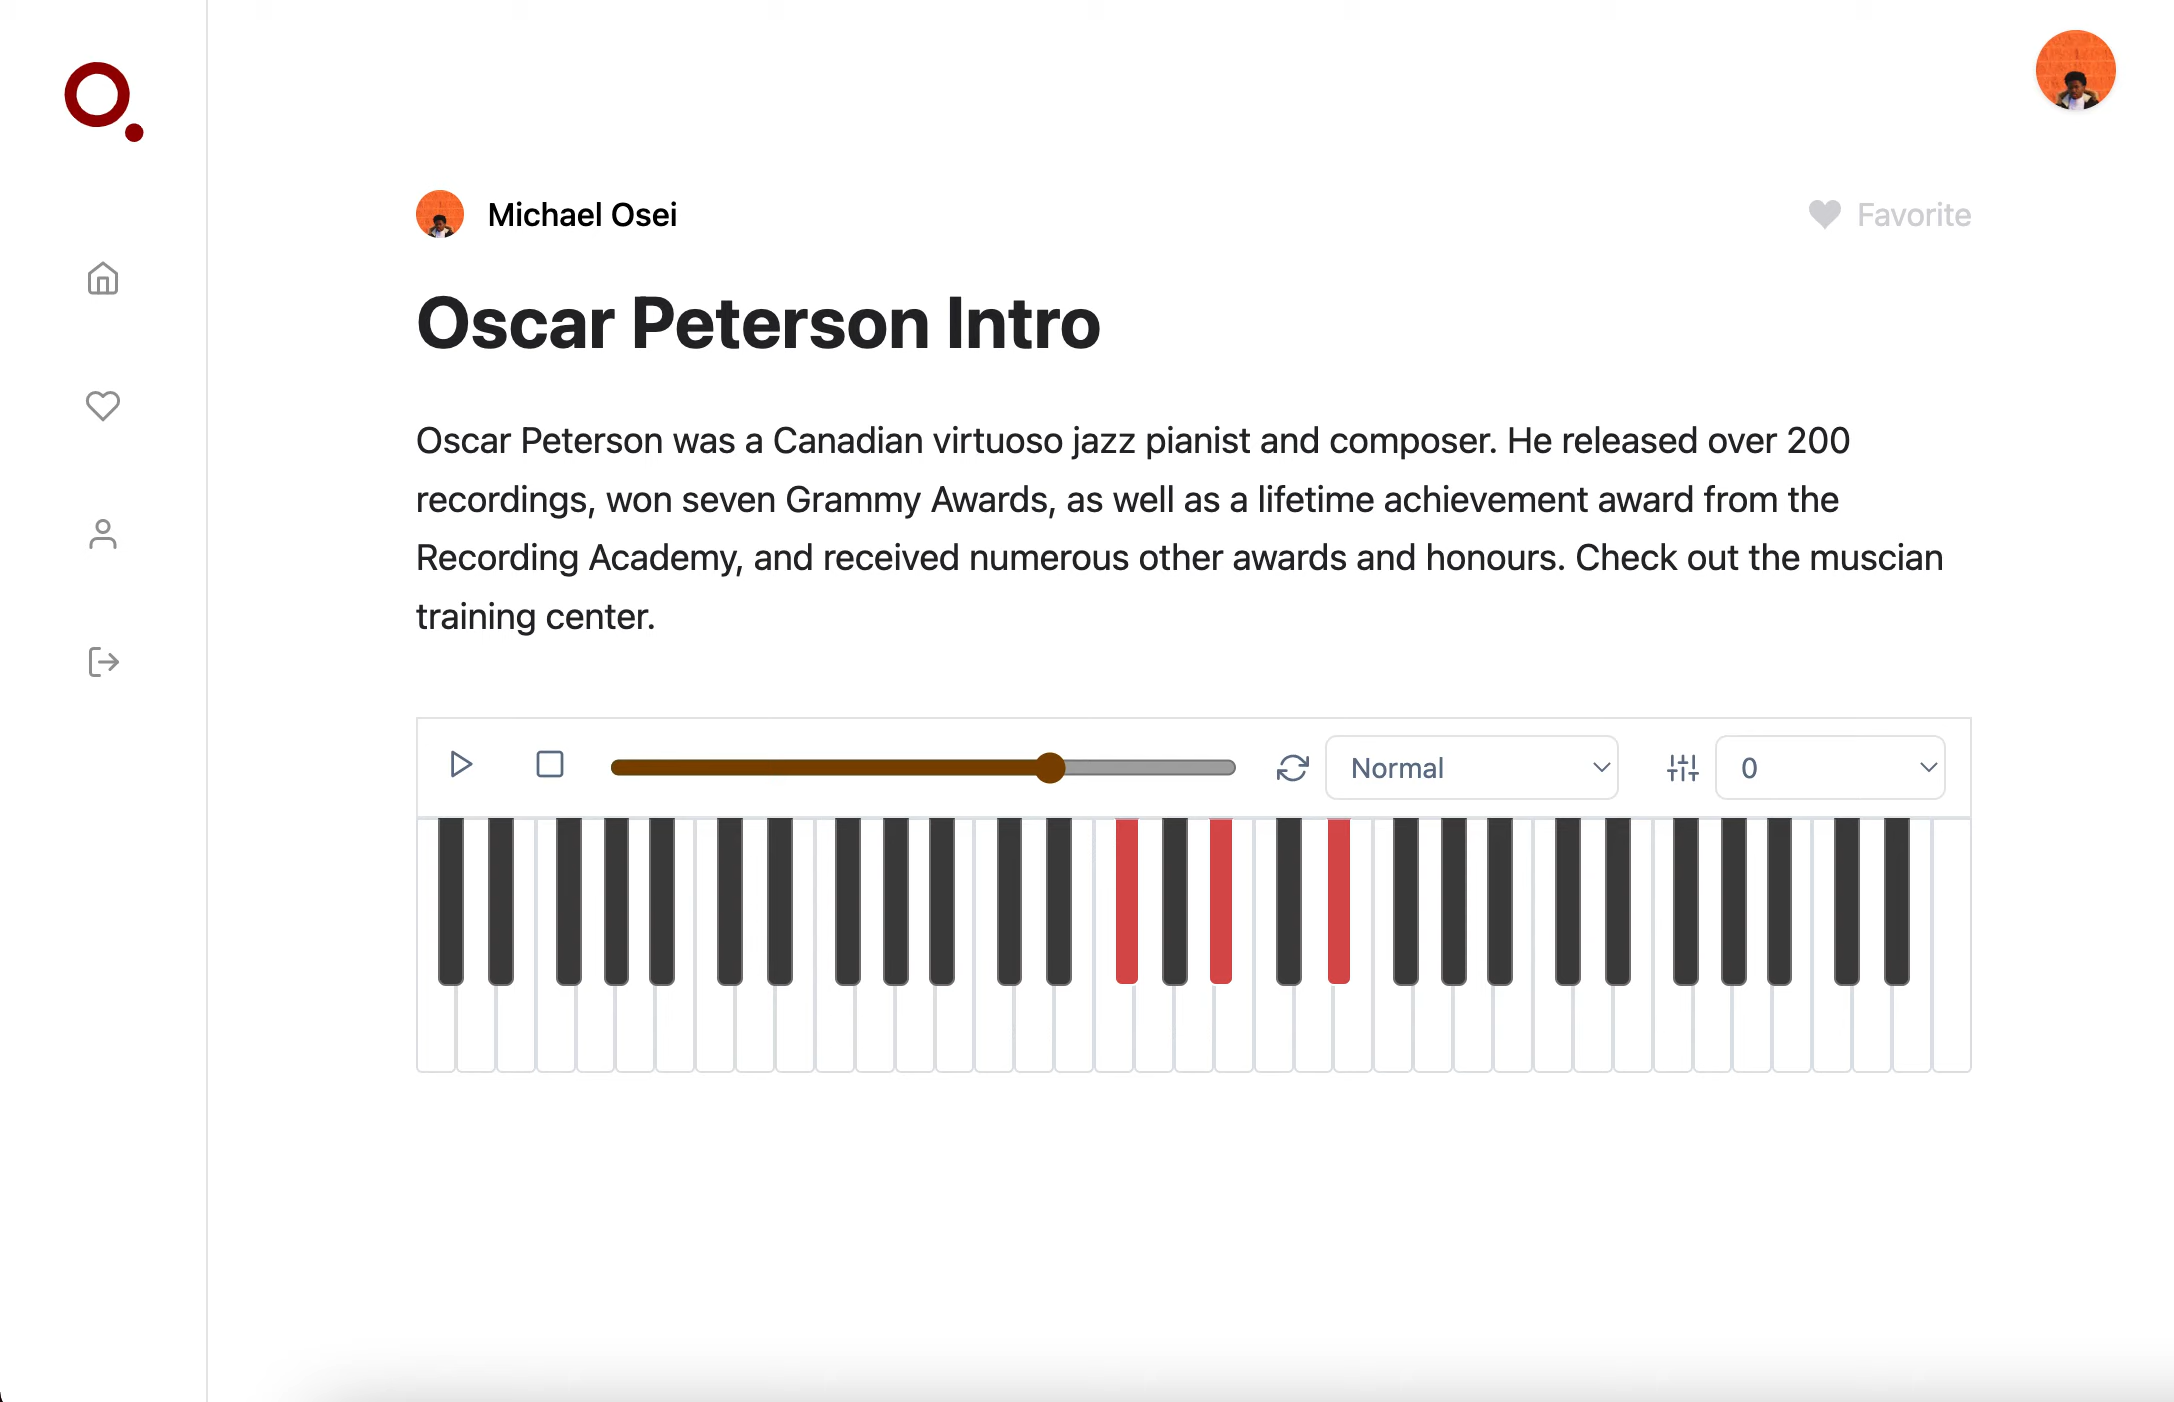 Michael Osei
Favorite
Oscar Peterson Intro
Oscar Peterson was a Canadian virtuoso jazz pianist and composer. He released over 200
recordings, won seven Grammy Awards, as well as a lifetime achievement award from the
Recording Academy, and received numerous other awards and honours. Check out the muscian
training center.
Normal
0